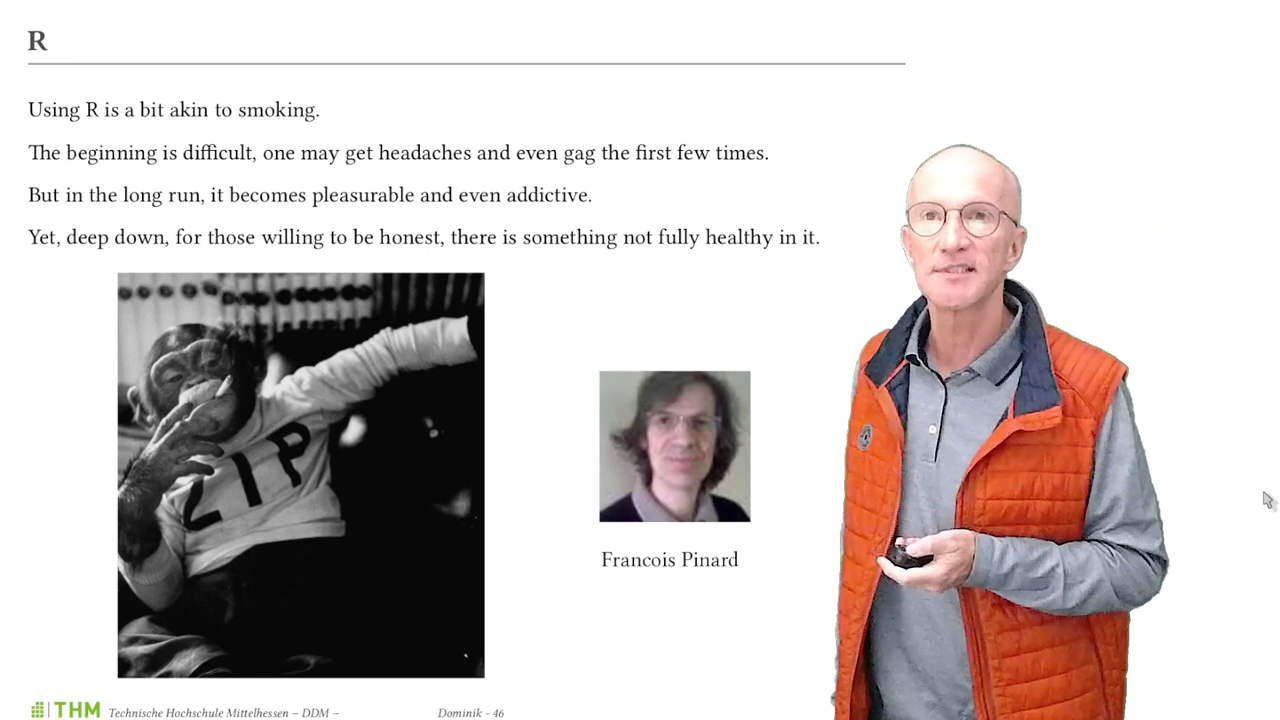 R
Using R is a bit akin to smoking.
The beginning is difficult, one may get headaches and even gag the first few times.
But in the long run, it becomes pleasurable and even addictive.
Yet, deep down, for those willing to be honest, there is something not fully healthy in it.
ZIP
Francois Pinard
THM Technische Hochschule Mittelhessen – DDM – Dominik - 46